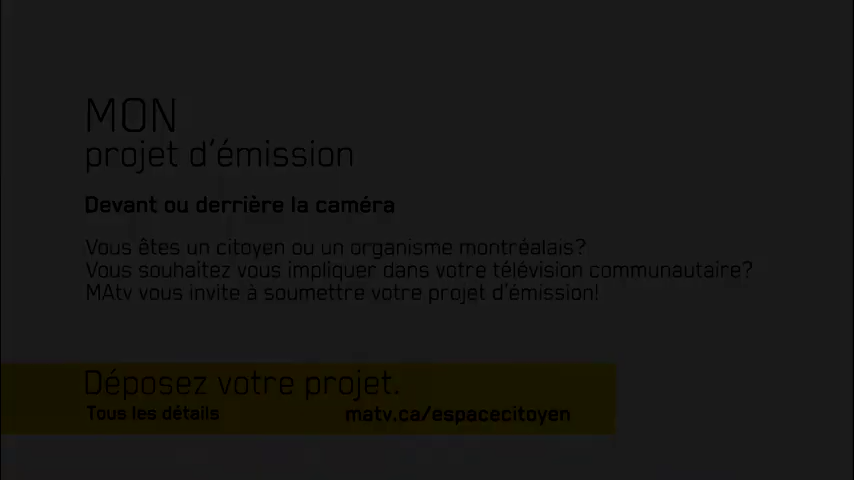 MON
projet d'émission
Devant ou derrière la caméra
Vous êtes un citoyen ou un organisme montréalais?
Vous souhaitez vous impliquer dans votre télévision communautaire?
MAtv vous invite à soumettre votre projet d'émission!
Déposez votre projet.
Tous les détails matv.ca/espacecitoyen